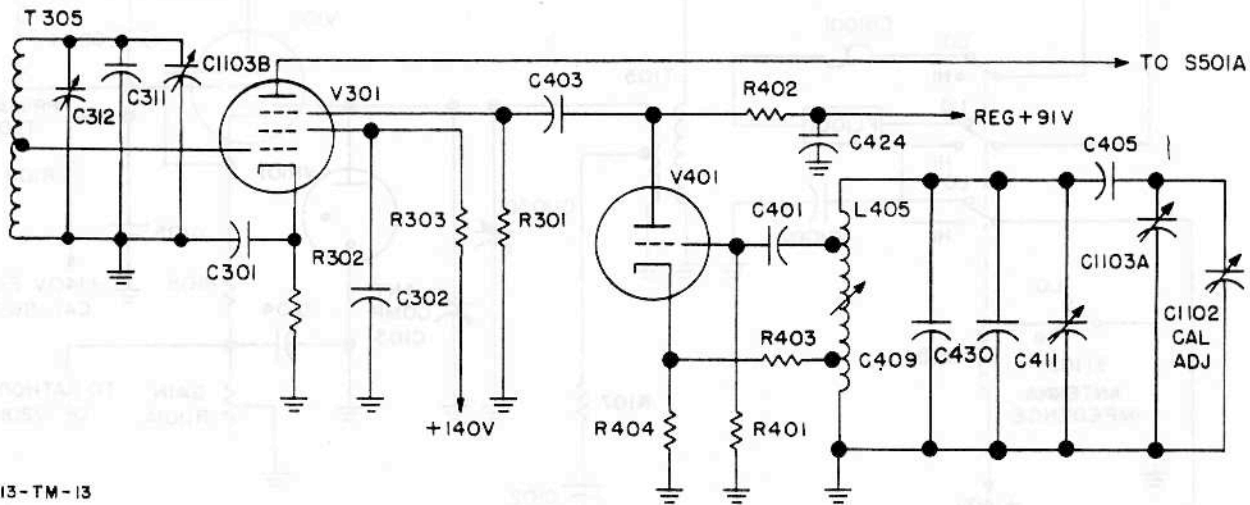 T305
C1103B
C311
C312
V301
C403
TO S501A
R402
REG+91V
C424
C405
V401
C401
L405
R303
R301
C1103A
C301
R302
C302
R403
C409
C430
C411
C1102
CAL
ADJ
+140V
R404
R401
13-TM-13